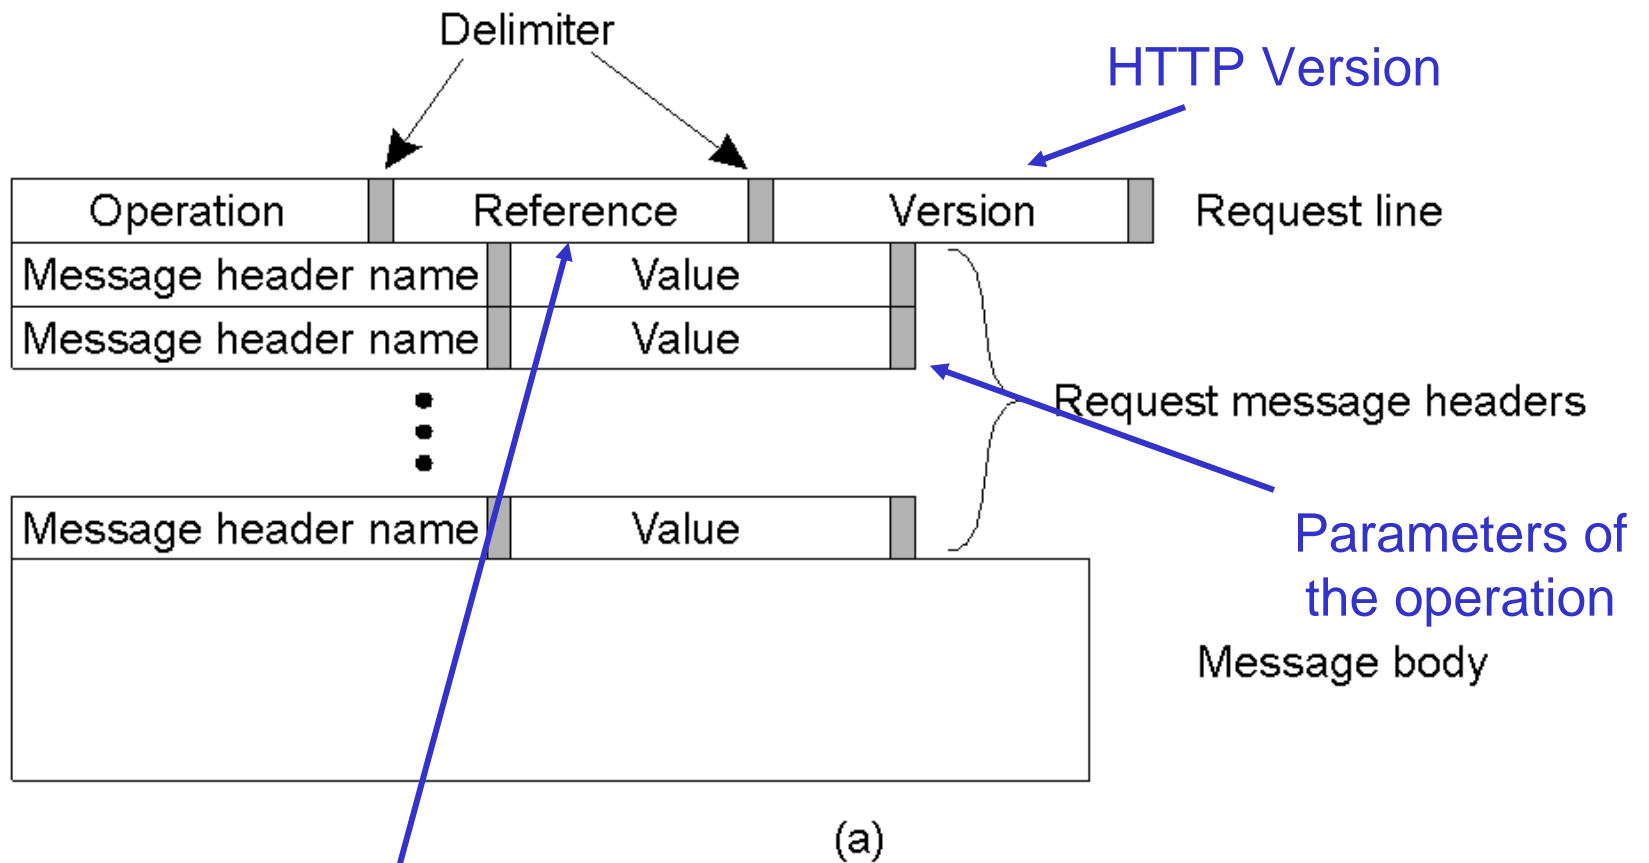 Delimiter
HTTP Version
Operation Reference Version Request line
Message header name Value
Message header name Value
Request message headers
Message header name Value
Parameters of
the operation
Message body
(a)